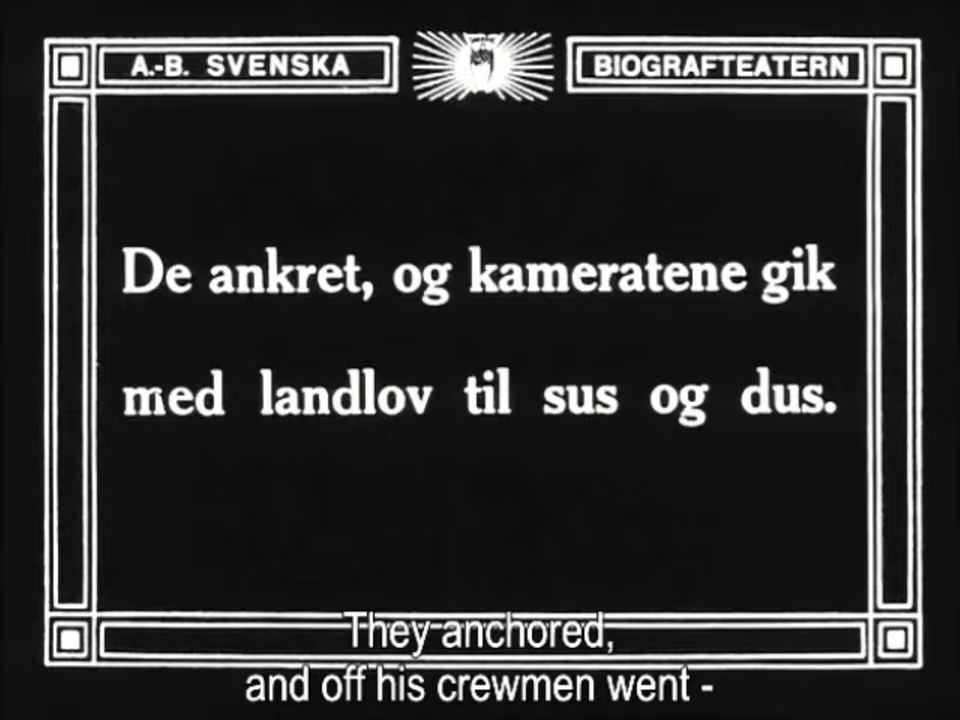 A.-B. SVENSKA
BIOGRAFTEATERN
De ankret, og kameratene gik
med landlov til sus og dus.
They anchored,
and off his crewmen went -